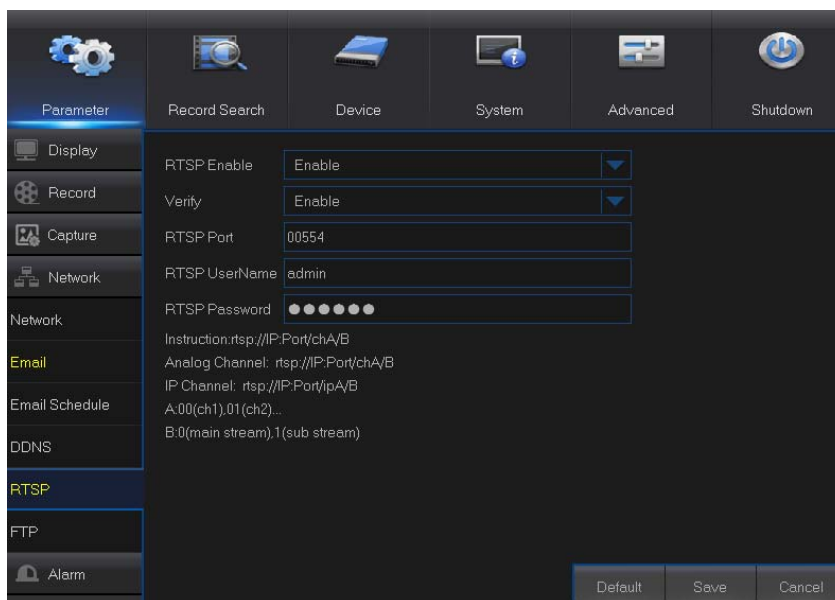 Parameter
Record Search
Device
System
Advanced
Shutdown
Display
Record
Capture
Network
Network
Email
Email Schedule
DDNS
RTSP
FTP
Alarm
RTSP Enable Enable
Verify Enable
RTSP Port 00554
RTSP UserName admin
RTSP Password ●●●●●●
Instruction:rtsp://IP:Port/chA/B
Analog Channel: rtsp://IP:Port/chA/B
IP Channel: rtsp://IP:Port/ipA/B
A:00(ch1),01(ch2)...
B:0(main stream),1(sub stream)
Default
Save
Cancel